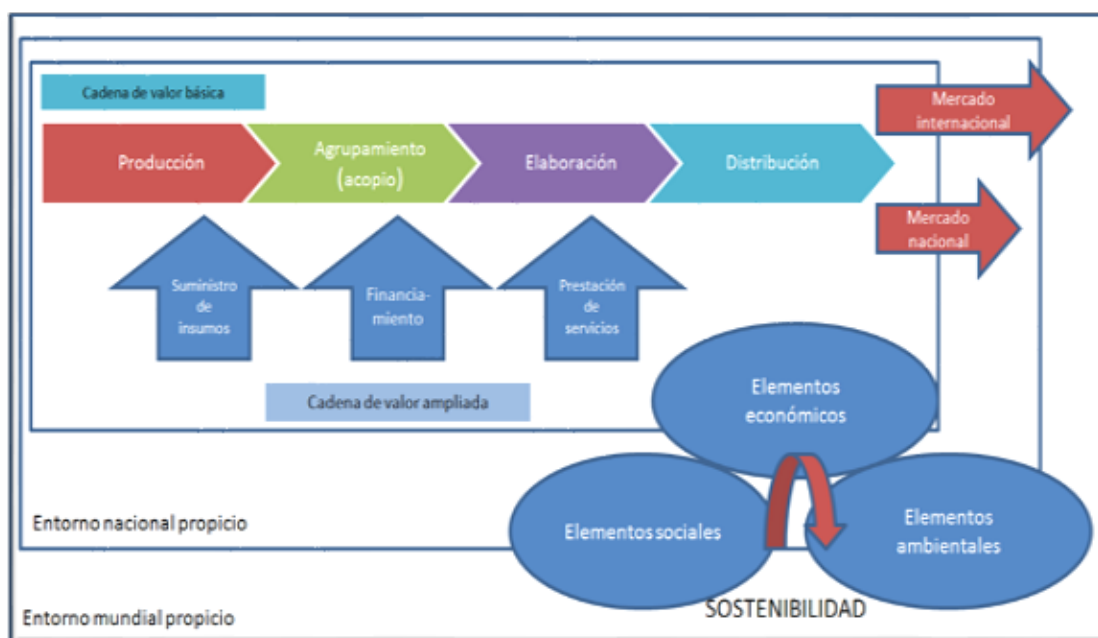 Cadena de valor básica
Mercado
internacional
Producción
Agrupamiento
(acopio)
Elaboración
Distribución
Mercado
nacional
Suministro
de
insumos
Financia-
miento
Prestación
de
servicios
Cadena de valor ampliada
Elementos
económicos
Elementos sociales
Elementos
ambientales
Entorno nacional propicio
SOSTENIBILIDAD
Entorno mundial propicio